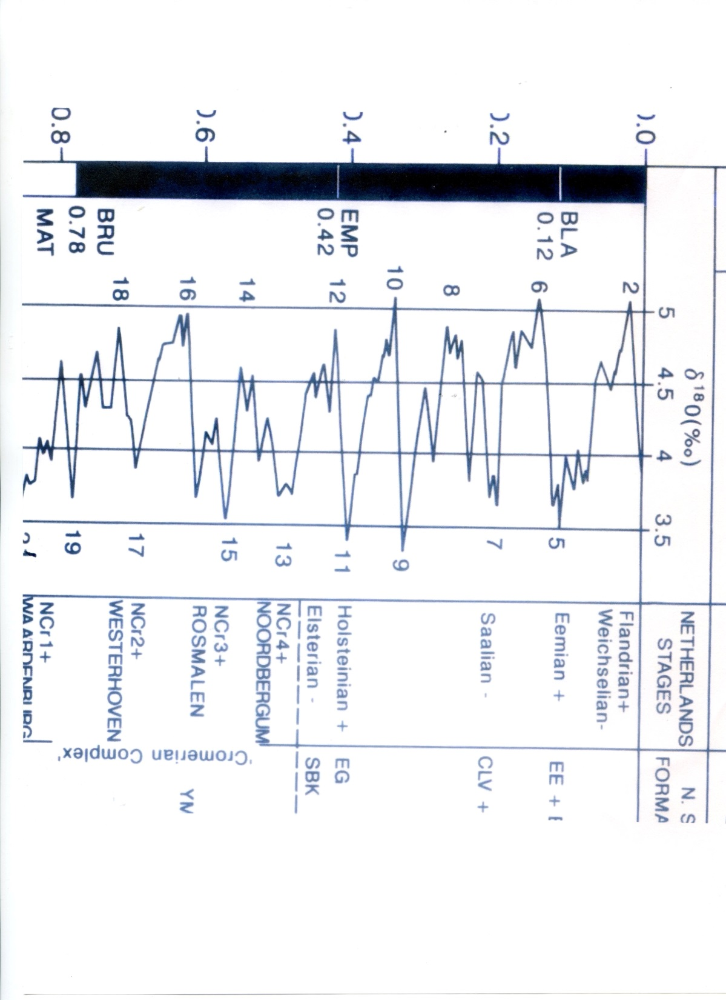 NETHERLANDS
STAGES
N. S
FORMA
δ¹⁸O(‰)
5
4.5
4
3.5
0.0
0.2
0.4
0.6
0.8
BLA
0.12
EMP
0.42
BRU
0.78
MAT
2
6
8
10
12
14
16
18
5
7
9
11
13
15
17
19
Flandrian+
Weichselian-
Eemian +
EE +
Saalian -
CLV +
Holsteinian +
EG
Elsterian -
SBK
NCr4+
NOORDBERGUM
NCr3+
ROSMALEN
NCr2+
WESTERHOVEN
NCr1+
'Cromerian Complex'
YM